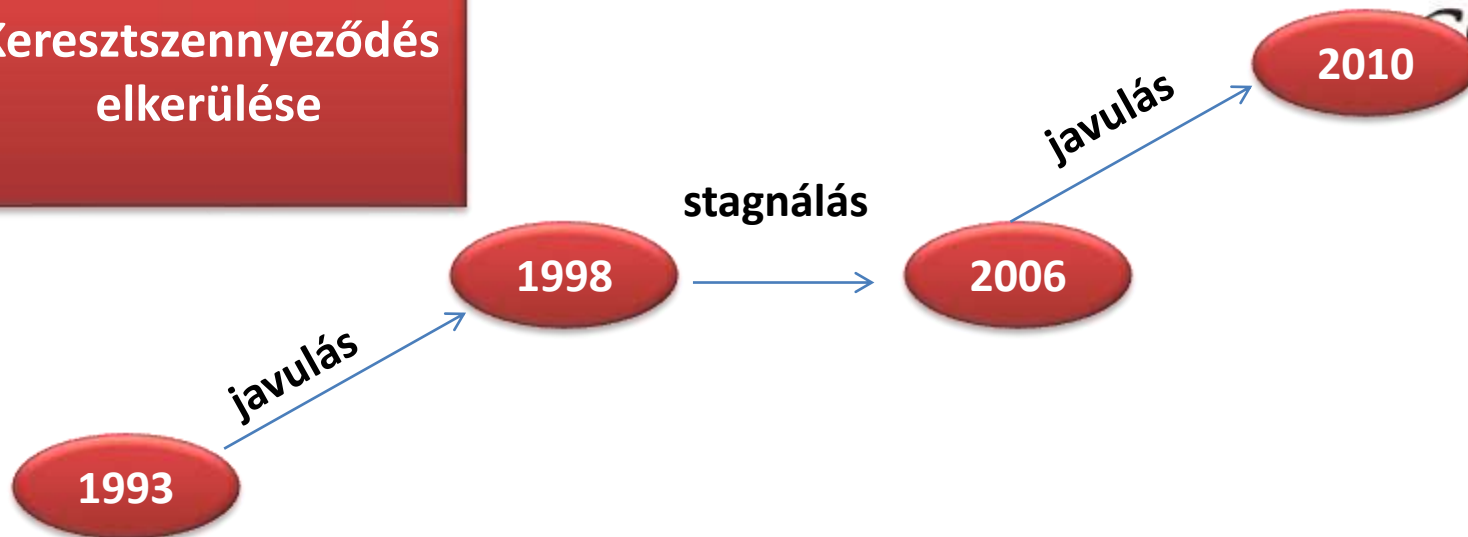 Keresztszennyeződés
elkerülése
2010
javulás
stagnálás
1998
2006
javulás
1993